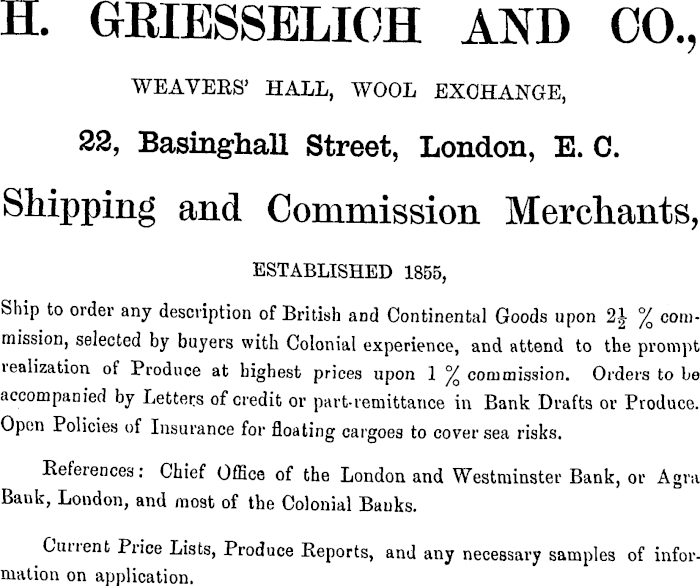 H. GRIESSELICH AND CO.,
WEAVERS' HALL, WOOL EXCHANGE,
22, Basinghall Street, London, E. C.
Shipping and Commission Merchants,
ESTABLISHED 1855,
Ship to order any description of British and Continental Goods upon 2½ % com-
mission, selected by buyers with Colonial experience, and attend to the prompt
realization of Produce at highest prices upon 1 % commission. Orders to be
accompanied by Letters of credit or part-remittance in Bank Drafts or Produce.
Open Policies of Insurance for floating cargoes to cover sea risks.
References: Chief Office of the London and Westminster Bank, or Agra
Bank, London, and most of the Colonial Banks.
Current Price Lists, Produce Reports, and any necessary samples of infor-
mation on application.